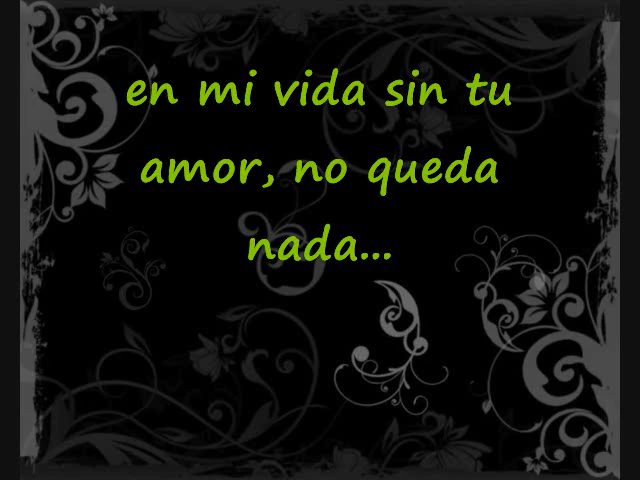 en mi vida sin tu
amor, no queda
nada...